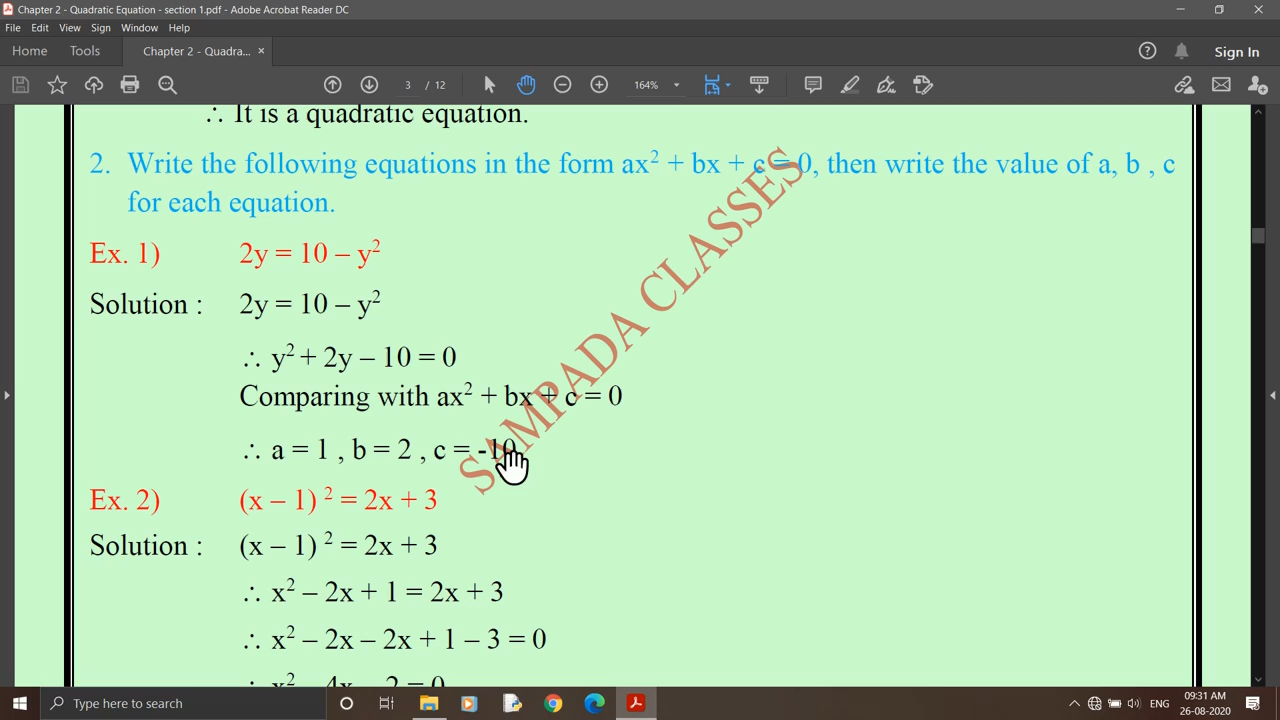 Chapter 2 - Quadratic Equation - section 1.pdf - Adobe Acrobat Reader DC
File Edit View Sign Window Help
Home Tools Chapter 2 - Quadra... × Sign In
3 / 12 164%
∴ It is a quadratic equation.
2. Write the following equations in the form ax² + bx + c = 0, then write the value of a, b , c
for each equation.
Ex. 1) 2y = 10 – y²
Solution : 2y = 10 – y²
∴ y² + 2y – 10 = 0
Comparing with ax² + bx + c = 0
∴ a = 1 , b = 2 , c = -10
Ex. 2) (x – 1) ² = 2x + 3
Solution : (x – 1) ² = 2x + 3
∴ x² – 2x + 1 = 2x + 3
∴ x² – 2x – 2x + 1 – 3 = 0
∴ x² – 4x – 2 = 0
SAMPADA CLASSES
Type here to search
ENG 09:31 AM
26-08-2020